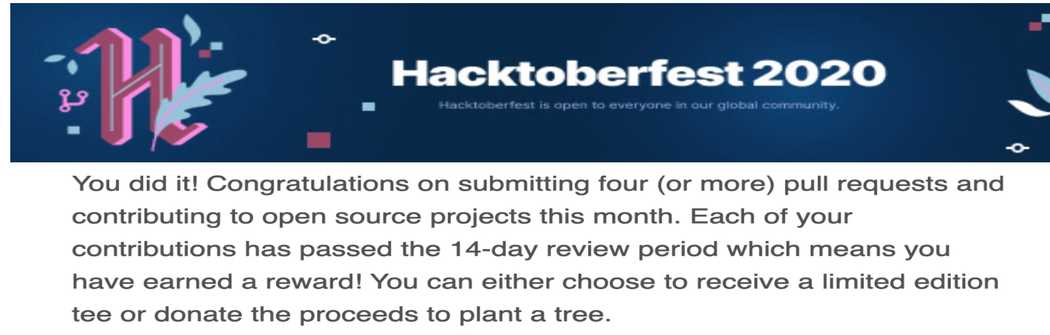 H
Hacktoberfest 2020
Hacktoberfest is open to everyone in our global community.
You did it! Congratulations on submitting four (or more) pull requests and
contributing to open source projects this month. Each of your
contributions has passed the 14-day review period which means you
have earned a reward! You can either choose to receive a limited edition
tee or donate the proceeds to plant a tree.